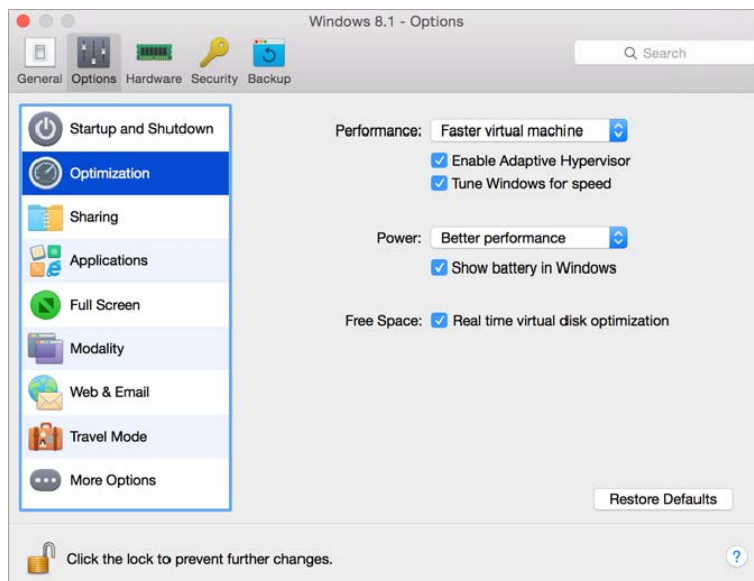 Windows 8.1 - Options
General Options Hardware Security Backup
Search
Startup and Shutdown
Optimization
Sharing
Applications
Full Screen
Modality
Web & Email
Travel Mode
More Options
Performance: Faster virtual machine
Enable Adaptive Hypervisor
Tune Windows for speed
Power: Better performance
Show battery in Windows
Free Space: Real time virtual disk optimization
Restore Defaults
Click the lock to prevent further changes.
?